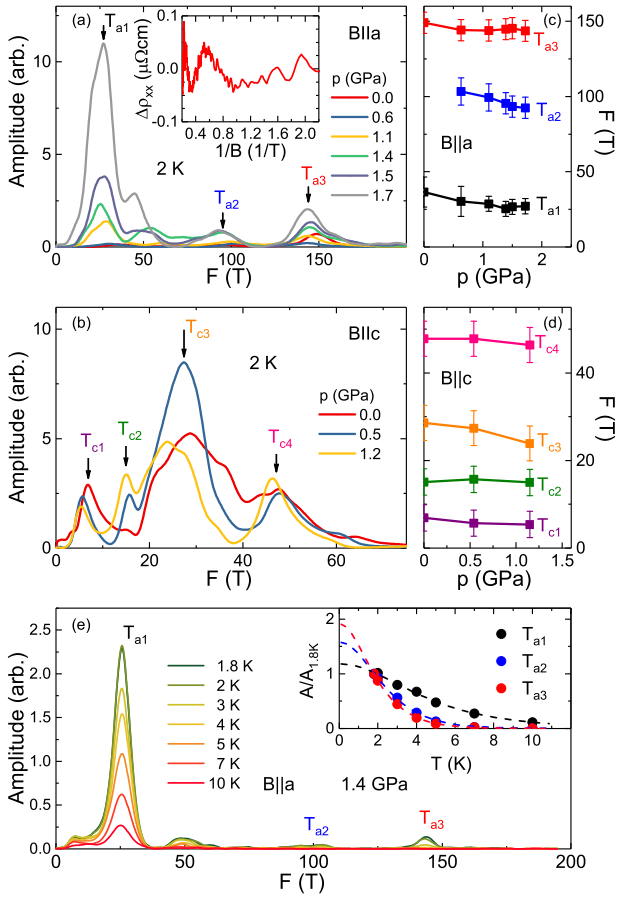 (a)
T_a1
BIIa
p (GPa)
0.0
0.6
1.1
1.4
1.5
1.7
2 K
T_a2
T_a3
Amplitude (arb.)
0
5
10
0
50
100
150
F (T)
Δρ_xx (μΩcm)
0.1
0.0
-0.1
0.4
0.8
1.2
1.6
2.0
1/B (1/T)
(c)
T_a3
T_a2
B||a
T_a1
150
100
50
0
F (T)
0
1
2
p (GPa)
(b)
T_c3
BIIc
2 K
p (GPa)
0.0
0.5
1.2
T_c1
T_c2
T_c4
Amplitude (arb.)
0
5
10
0
20
40
60
F (T)
(d)
T_c4
B||c
T_c3
T_c2
T_c1
40
20
0
F (T)
0.0
0.5
1.0
1.5
p (GPa)
(e)
T_a1
1.8 K
2 K
3 K
4 K
5 K
7 K
10 K
B||a
1.4 GPa
T_a2
T_a3
Amplitude (arb.)
0.0
0.5
1.0
1.5
2.0
2.5
0
50
100
150
200
F (T)
A/A_1.8K
0
1
2
0
2
4
6
8
10
T (K)
T_a1
T_a2
T_a3